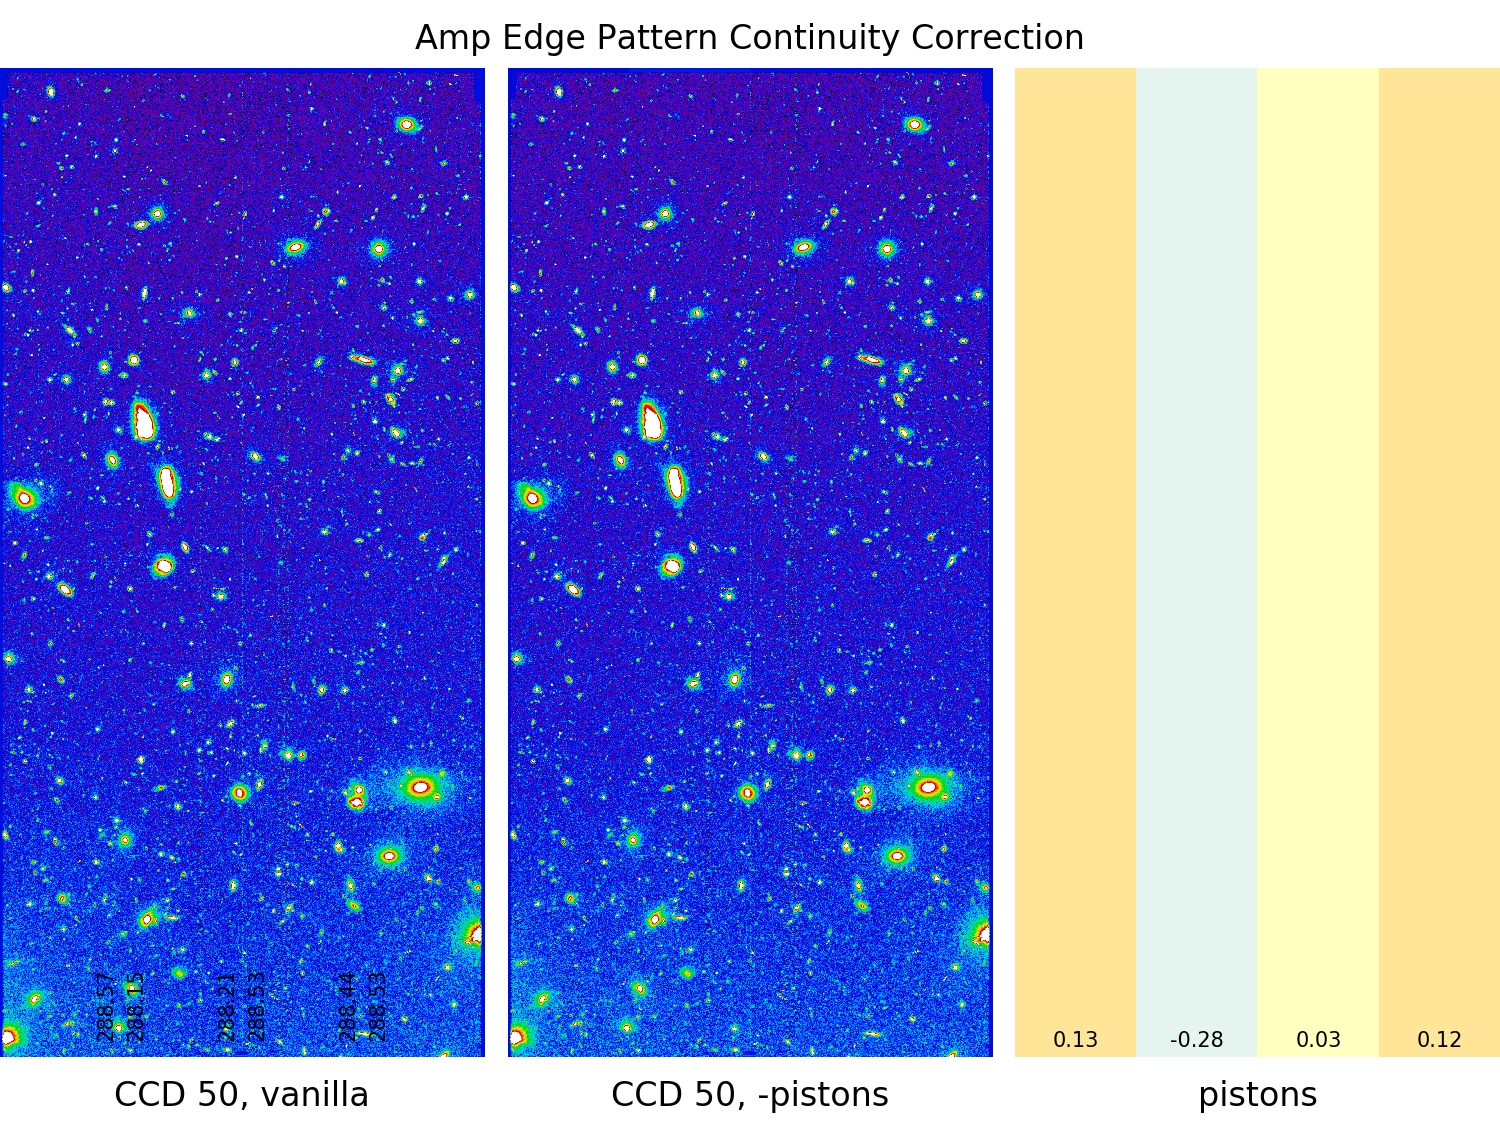 Amp Edge Pattern Continuity Correction
288.57
288.15
288.21
288.53
288.44
288.53
0.13
-0.28
0.03
0.12
CCD 50, vanilla
CCD 50, -pistons
pistons